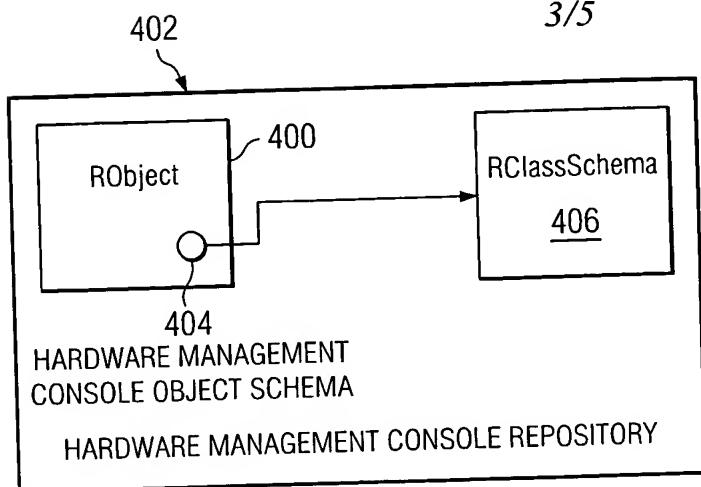 3/5
402
400
RObject
RClassSchema
406
404
HARDWARE MANAGEMENT
CONSOLE OBJECT SCHEMA
HARDWARE MANAGEMENT CONSOLE REPOSITORY